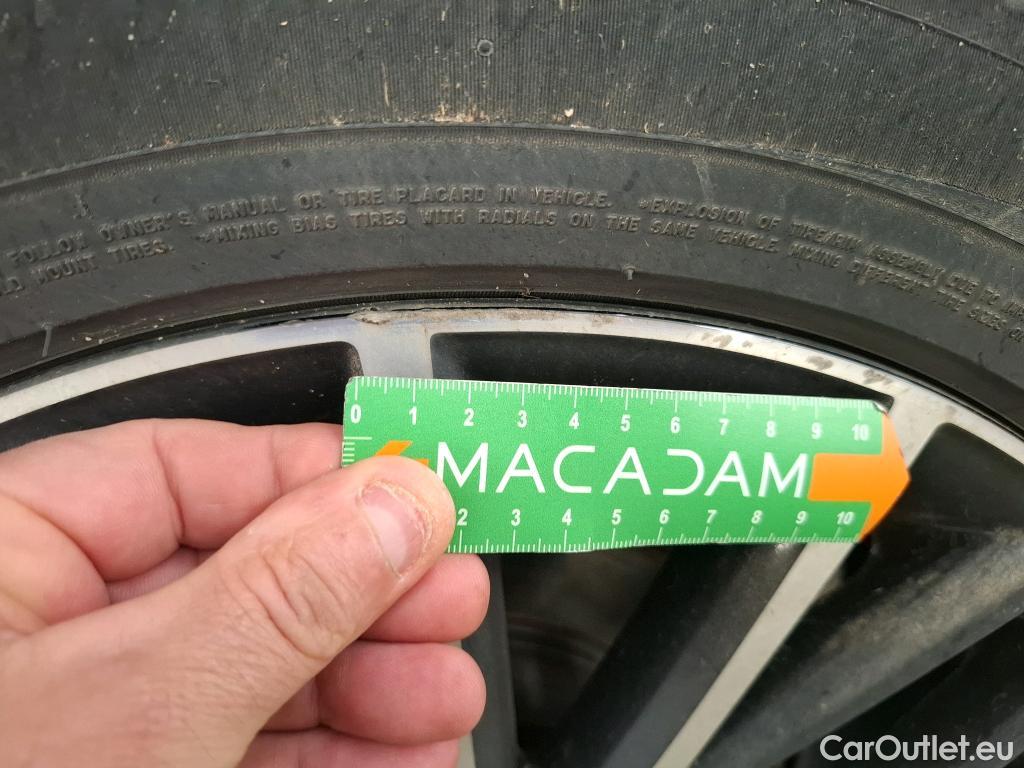 FOLLOW OWNER'S MANUAL OR TIRE PLACARD IN VEHICLE. *EXPLOSION OF TIRE/RIM ASSEMBLY DUE TO
MOUNT TIRES. *MIXING BIAS TIRES WITH RADIALS ON THE SAME VEHICLE. MIXING DIFFERENT TIRE SIZES
0 1 2 3 4 5 6 7 8 9 10
MACADAM
2 3 4 5 6 7 8 9 10
CarOutlet.eu